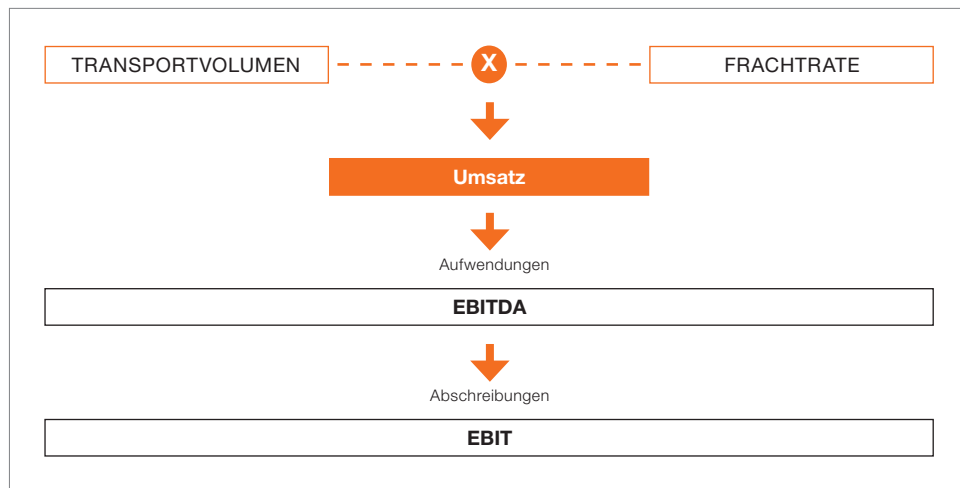 TRANSPORTVOLUMEN X FRACHTRATE
Umsatz
Aufwendungen
EBITDA
Abschreibungen
EBIT